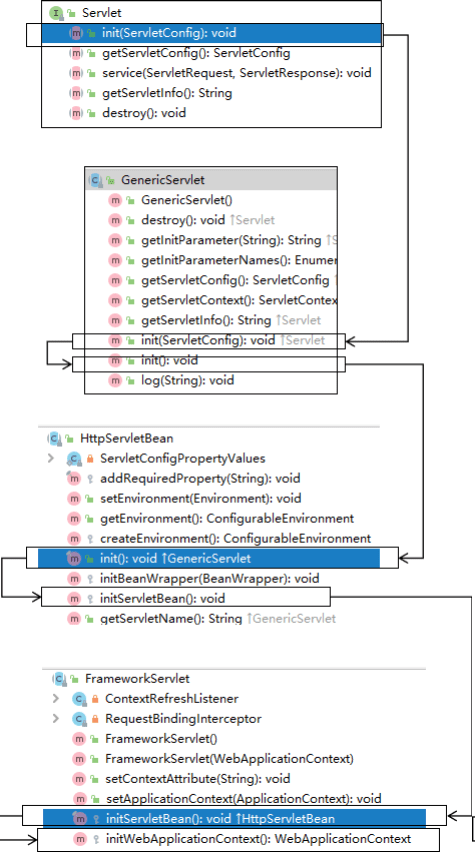 Servlet
init(ServletConfig): void
getServletConfig(): ServletConfig
service(ServletRequest, ServletResponse): void
getServletInfo(): String
destroy(): void
GenericServlet
GenericServlet()
destroy(): void ↑Servlet
getInitParameter(String): String ↑S
getInitParameterNames(): Enumer
getServletConfig(): ServletConfig ↑
getServletContext(): ServletContex
getServletInfo(): String ↑Servlet
init(ServletConfig): void ↑Servlet
init(): void
log(String): void
HttpServletBean
ServletConfigPropertyValues
addRequiredProperty(String): void
setEnvironment(Environment): void
getEnvironment(): ConfigurableEnvironment
createEnvironment(): ConfigurableEnvironment
init(): void ↑GenericServlet
initBeanWrapper(BeanWrapper): void
initServletBean(): void
getServletName(): String ↑GenericServlet
FrameworkServlet
ContextRefreshListener
RequestBindingInterceptor
FrameworkServlet()
FrameworkServlet(WebApplicationContext)
setContextAttribute(String): void
setApplicationContext(ApplicationContext): void
initServletBean(): void ↑HttpServletBean
initWebApplicationContext(): WebApplicationContext